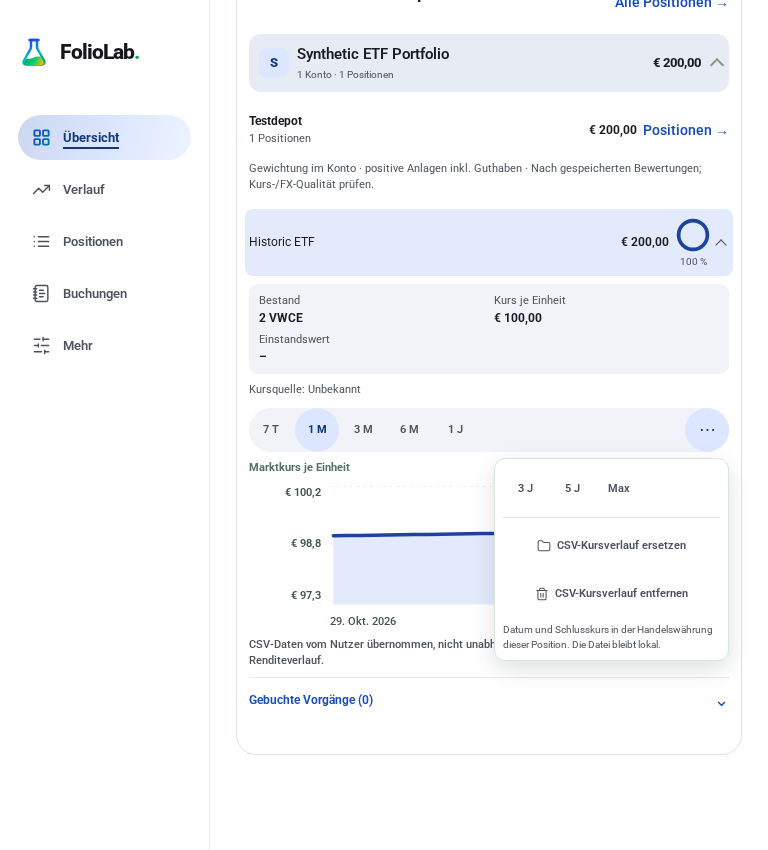 Alle Positionen →
FolioLab.
Übersicht
Verlauf
Positionen
Buchungen
Mehr
S
Synthetic ETF Portfolio
1 Konto · 1 Positionen
€ 200,00
Testdepot
1 Positionen
€ 200,00 Positionen →
Gewichtung im Konto · positive Anlagen inkl. Guthaben · Nach gespeicherten Bewertungen;
Kurs-/FX-Qualität prüfen.
Historic ETF
€ 200,00
100 %
Bestand
2 VWCE
Kurs je Einheit
€ 100,00
Einstandswert
–
Kursquelle: Unbekannt
7 T 1 M 3 M 6 M 1 J ...
Marktkurs je Einheit
€ 100,2
€ 98,8
€ 97,3
29. Okt. 2026
3 J 5 J Max
CSV-Kursverlauf ersetzen
CSV-Kursverlauf entfernen
Datum und Schlusskurs in der Handelswährung
dieser Position. Die Datei bleibt lokal.
CSV-Daten vom Nutzer übernommen, nicht
Renditeverlauf.
Gebuchte Vorgänge (0)